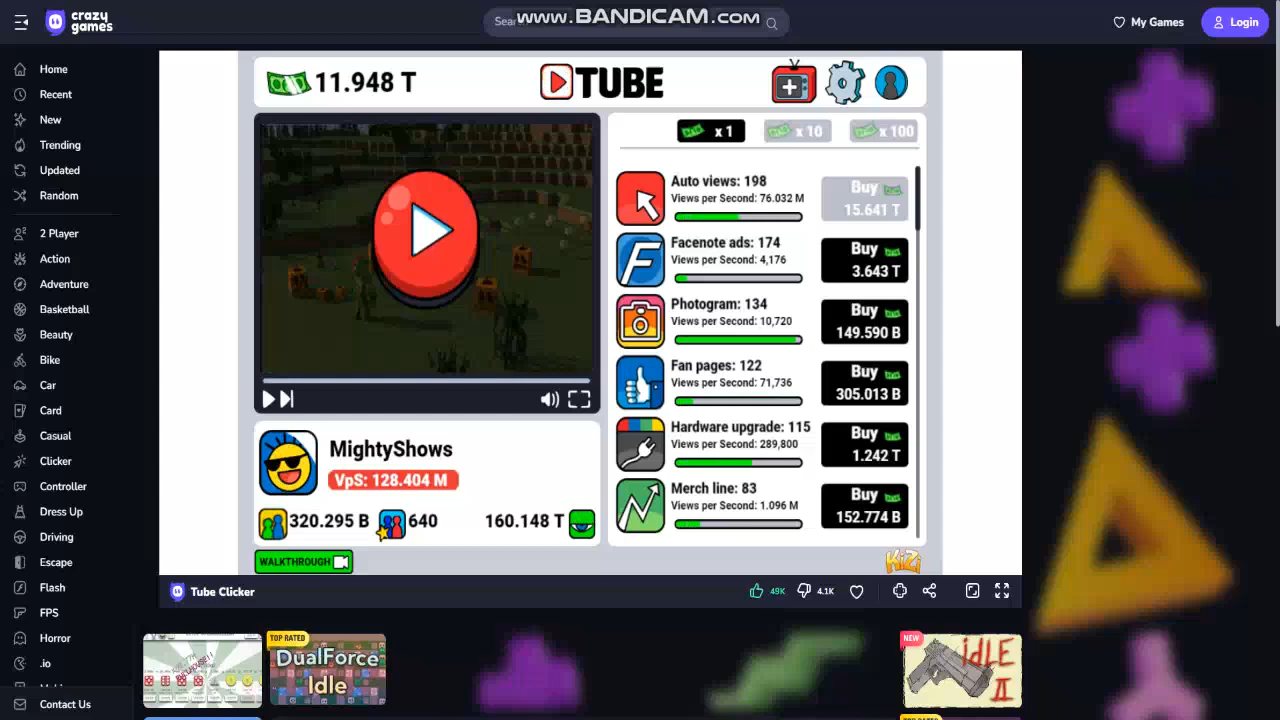 crazy games
Sear
www.BANDICAM.com
My Games
Login
Home
Recent
New
Trending
Updated
Random
2 Player
Action
Adventure
Basketball
Beauty
Bike
Car
Card
Casual
Clicker
Controller
Dress Up
Driving
Escape
Flash
FPS
Horror
.io
Contact Us
11.948 T
TUBE
x 1
x 10
x 100
Auto views: 198
Views per Second: 76.032 M
Buy
15.641 T
Facenote ads: 174
Views per Second: 4,176
Buy
3.643 T
Photogram: 134
Views per Second: 10,720
Buy
149.590 B
Fan pages: 122
Views per Second: 71,736
Buy
305.013 B
Hardware upgrade: 115
Views per Second: 289,800
Buy
1.242 T
Merch line: 83
Views per Second: 1.096 M
Buy
152.774 B
MightyShows
VpS: 128.404 M
320.295 B
640
160.148 T
WALKTHROUGH
KiZi
Tube Clicker
49K
4.1K
TOP RATED
DualForce
Idle
NEW
iDLE
II